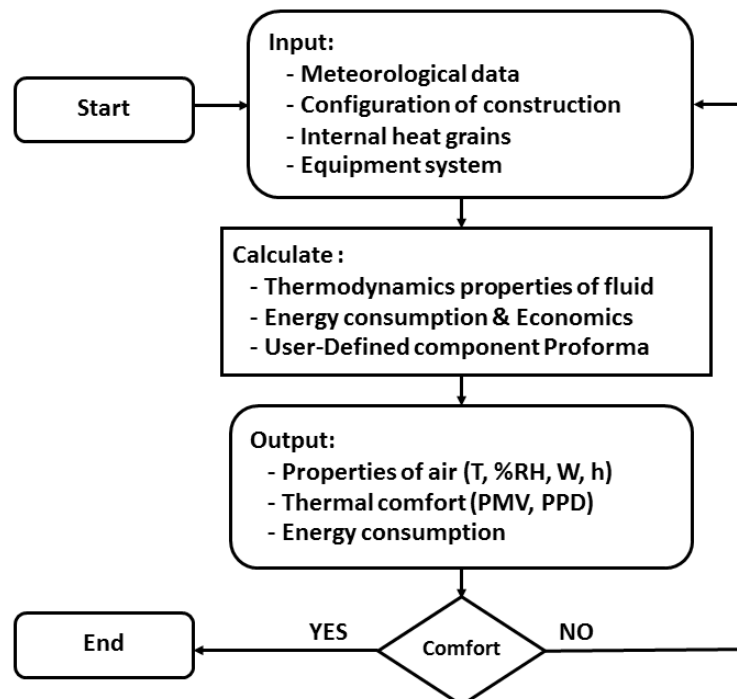 Start
Input:
- Meteorological data
- Configuration of construction
- Internal heat grains
- Equipment system
Calculate :
- Thermodynamics properties of fluid
- Energy consumption & Economics
- User-Defined component Proforma
Output:
- Properties of air (T, %RH, W, h)
- Thermal comfort (PMV, PPD)
- Energy consumption
End
YES
Comfort
NO